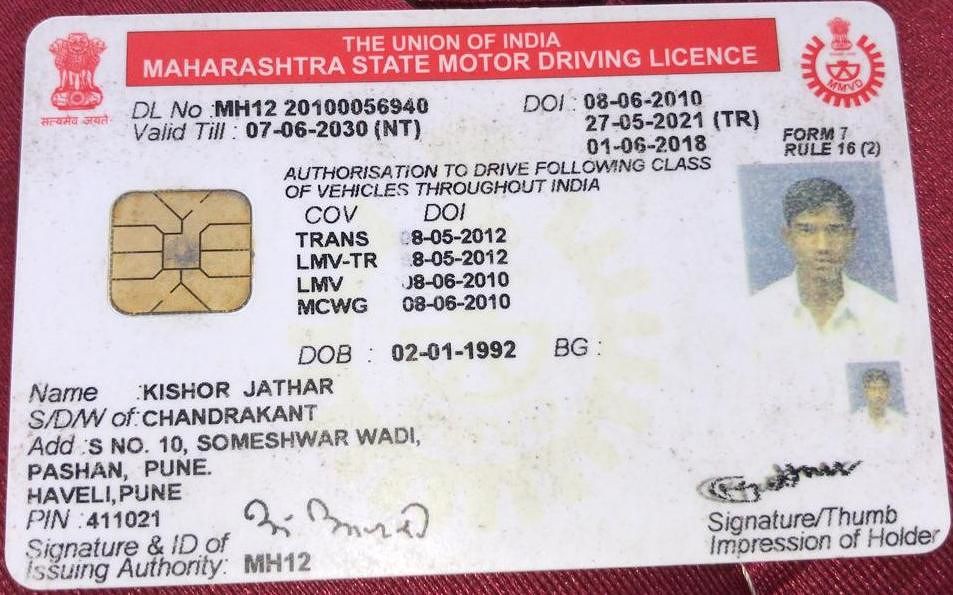 THE UNION OF INDIA
MAHARASHTRA STATE MOTOR DRIVING LICENCE
सत्यमेव जयते
MMVD
DL No :MH12 20100056940 DOI : 08-06-2010
Valid Till : 07-06-2030 (NT) 27-05-2021 (TR)
01-06-2018
FORM 7
RULE 16 (2)
AUTHORISATION TO DRIVE FOLLOWING CLASS
OF VEHICLES THROUGHOUT INDIA
COV DOI
TRANS 8-05-2012
LMV-TR 8-05-2012
LMV 08-06-2010
MCWG 08-06-2010
DOB : 02-01-1992 BG :
Name :KISHOR JATHAR
S/D/W of:CHANDRAKANT
Add :S NO. 10, SOMESHWAR WADI,
PASHAN, PUNE.
HAVELI,PUNE
PIN :411021
Signature & ID of
Issuing Authority: MH12
Signature/Thumb
Impression of Holder